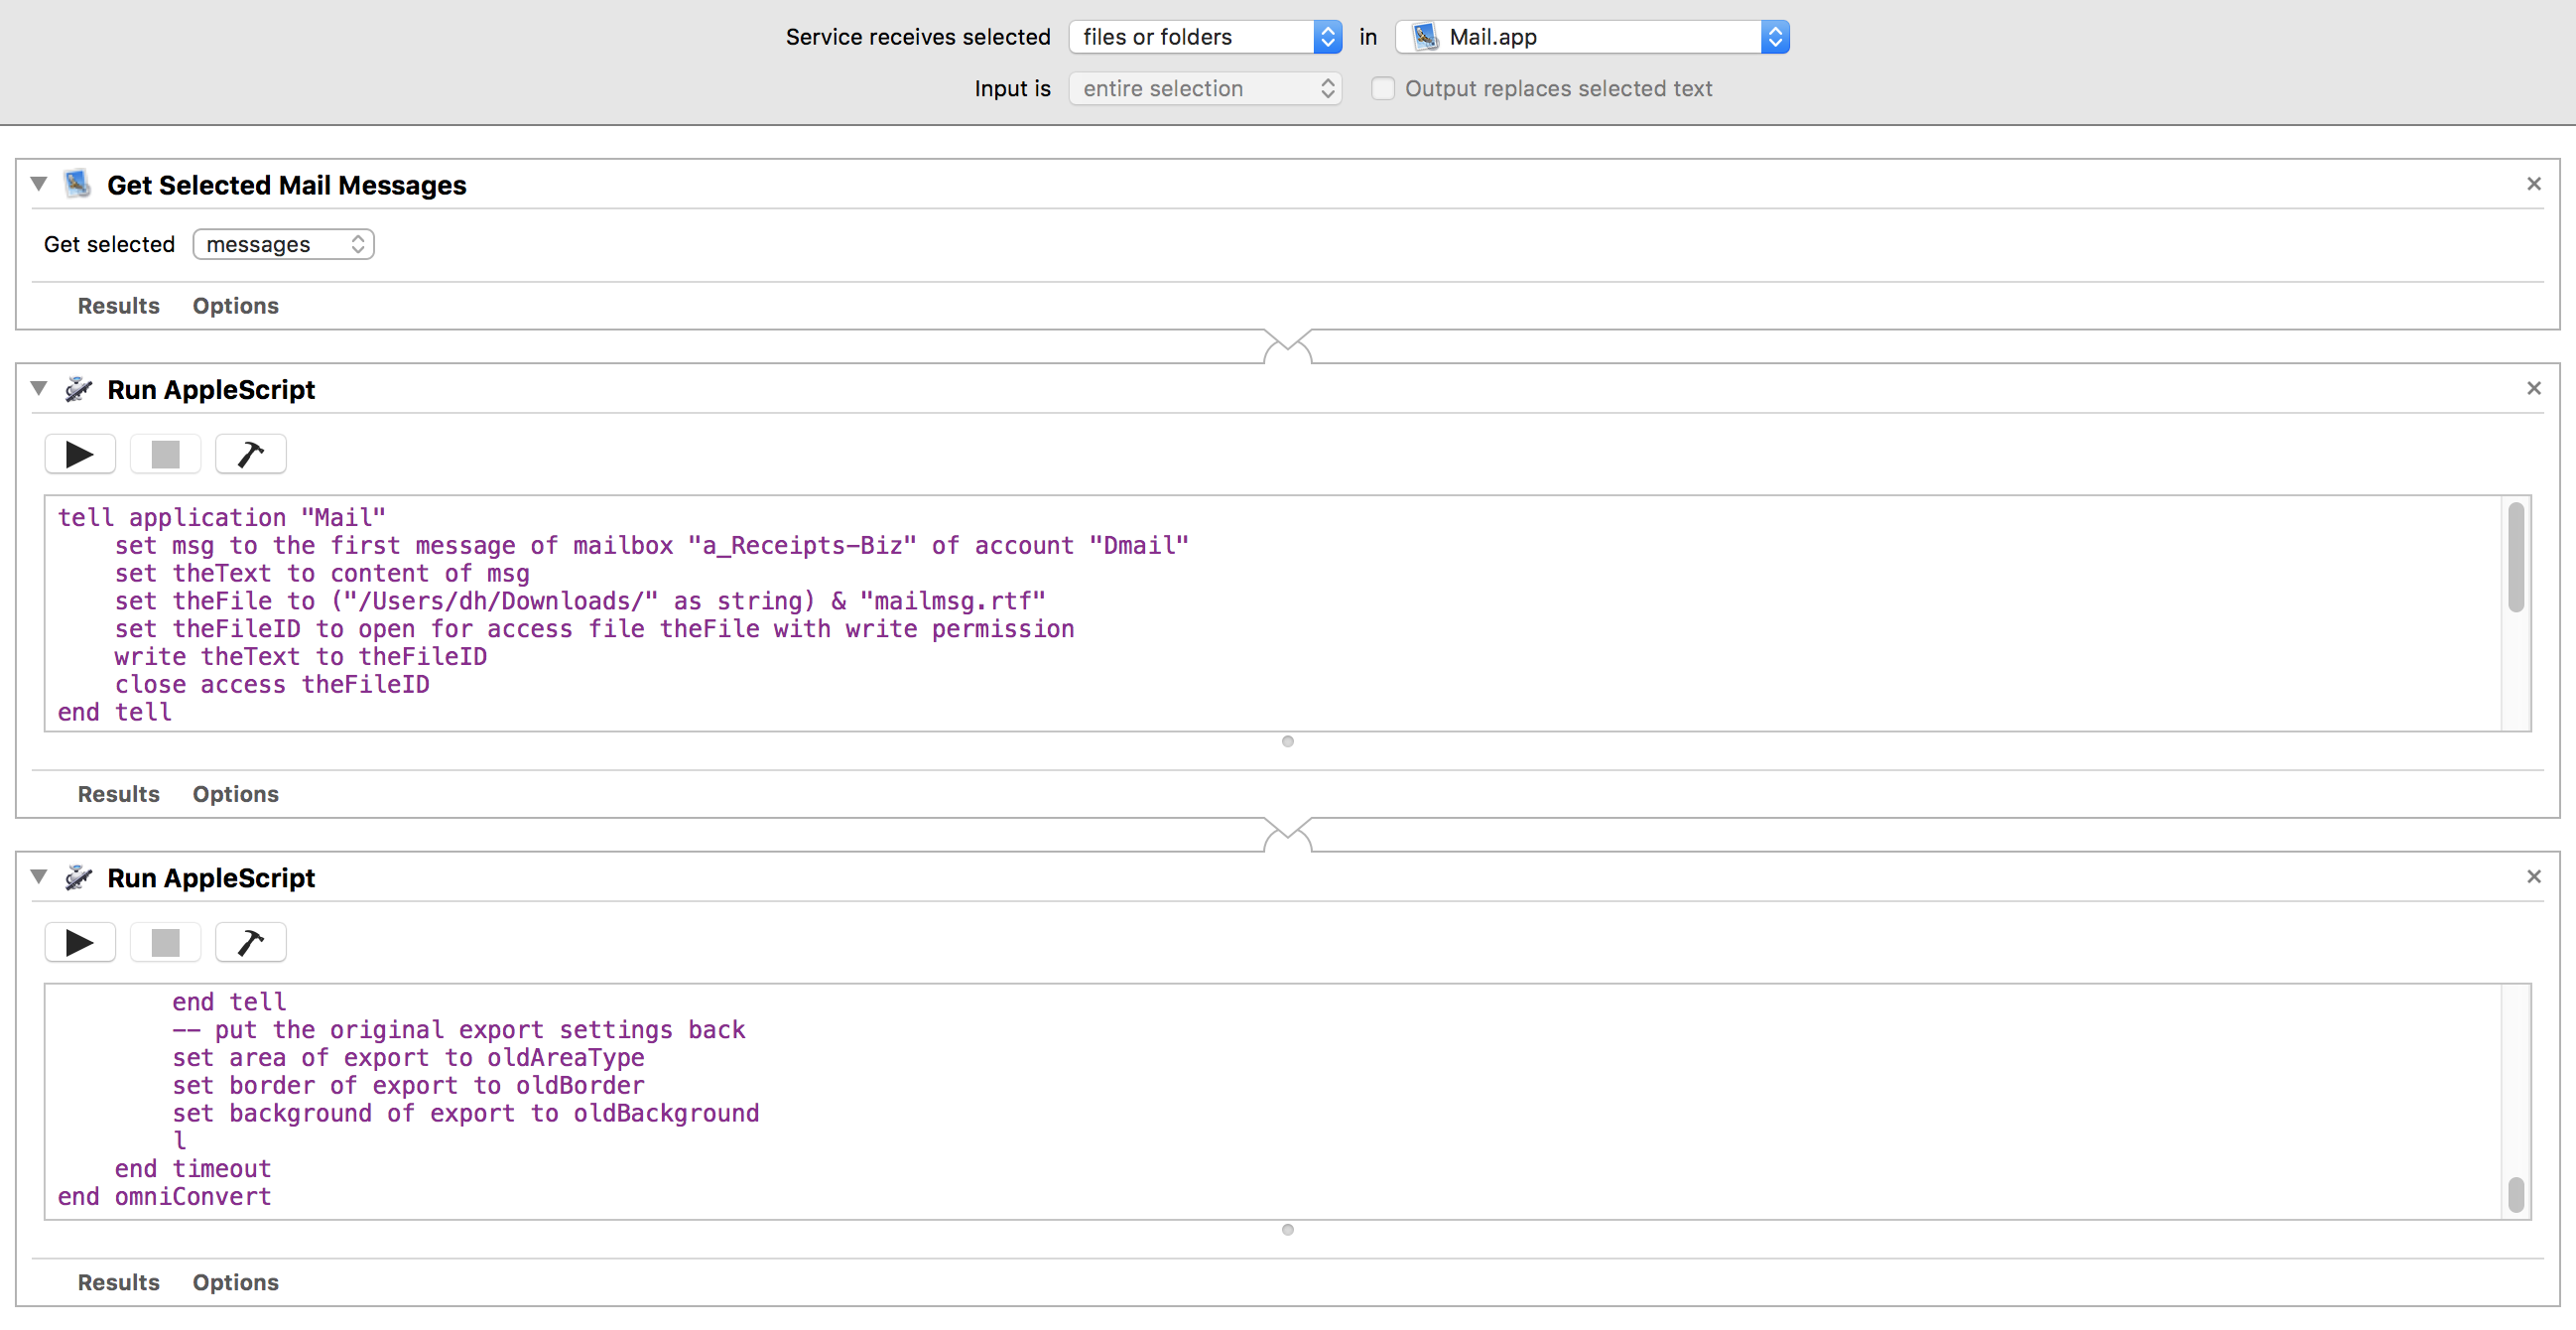 Service receives selected files or folders in Mail.app
Input is entire selection Output replaces selected text
Get Selected Mail Messages
Get selected messages
Results Options
Run AppleScript
tell application "Mail"
set msg to the first message of mailbox "a_Receipts-Biz" of account "Dmail"
set theText to content of msg
set theFile to ("/Users/dh/Downloads/" as string) & "mailmsg.rtf"
set theFileID to open for access file theFile with write permission
write theText to theFileID
close access theFileID
end tell
Results Options
Run AppleScript
end tell
-- put the original export settings back
set area of export to oldAreaType
set border of export to oldBorder
set background of export to oldBackground
l
end timeout
end omniConvert
Results Options